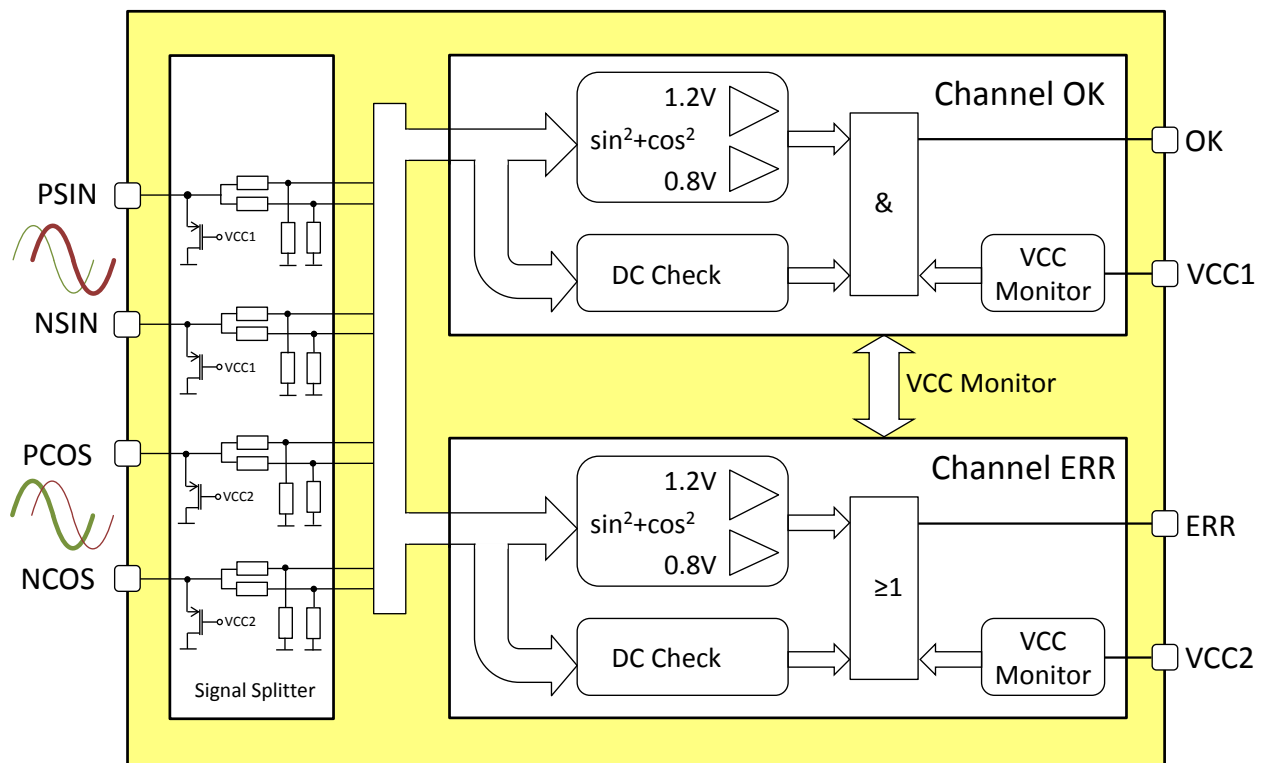 Channel OK
1.2V
sin²+cos²
0.8V
&
OK
PSIN
VCC1
DC Check
VCC
Monitor
VCC1
NSIN
VCC1
VCC Monitor
PCOS
VCC2
Channel ERR
1.2V
sin²+cos²
0.8V
≥1
ERR
NCOS
VCC2
DC Check
VCC
Monitor
VCC2
Signal Splitter